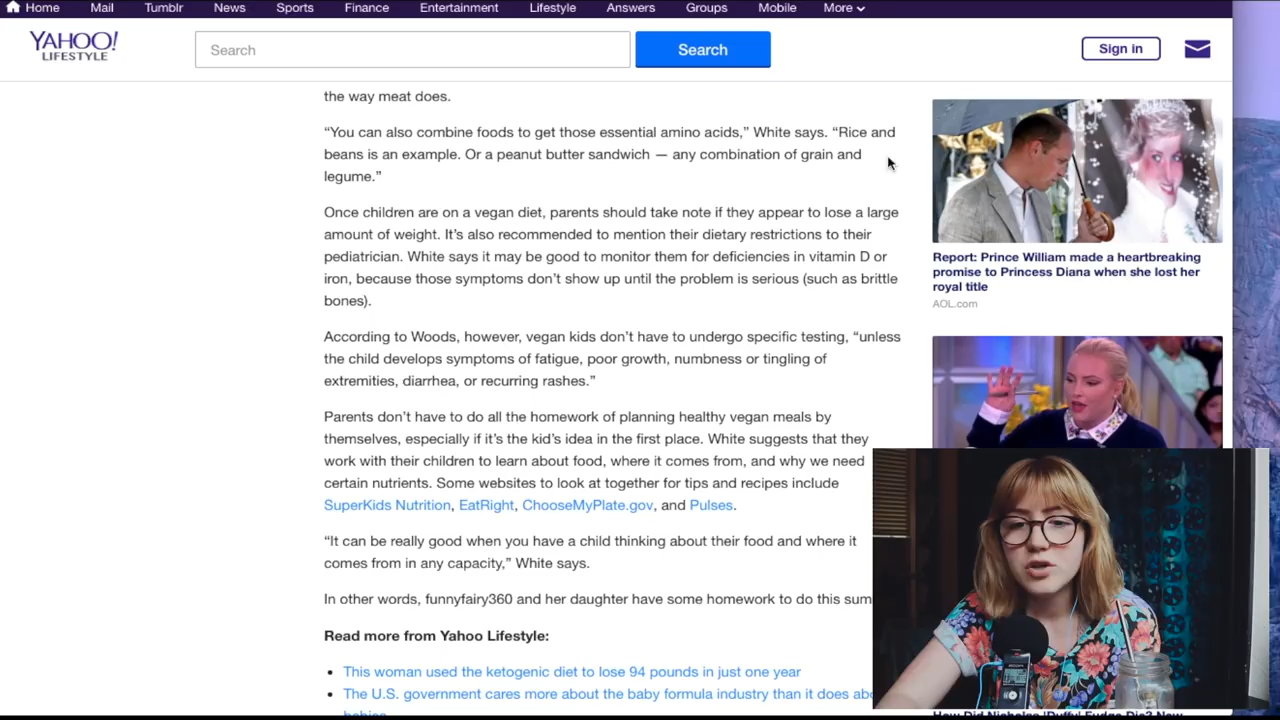 Home Mail Tumblr News Sports Finance Entertainment Lifestyle Answers Groups Mobile More
YAHOO!
LIFESTYLE
Search
Search
Sign in
the way meat does.
“You can also combine foods to get those essential amino acids,” White says. “Rice and
beans is an example. Or a peanut butter sandwich — any combination of grain and
legume.”
Once children are on a vegan diet, parents should take note if they appear to lose a large
amount of weight. It’s also recommended to mention their dietary restrictions to their
pediatrician. White says it may be good to monitor them for deficiencies in vitamin D or
iron, because those symptoms don’t show up until the problem is serious (such as brittle
bones).
According to Woods, however, vegan kids don’t have to undergo specific testing, “unless
the child develops symptoms of fatigue, poor growth, numbness or tingling of
extremities, diarrhea, or recurring rashes.”
Parents don’t have to do all the homework of planning healthy vegan meals by
themselves, especially if it’s the kid’s idea in the first place. White suggests that they
work with their children to learn about food, where it comes from, and why we need
certain nutrients. Some websites to look at together for tips and recipes include
SuperKids Nutrition, EatRight, ChooseMyPlate.gov, and Pulses.
“It can be really good when you have a child thinking about their food and where it
comes from in any capacity,” White says.
In other words, funnyfairy360 and her daughter have some homework to do this sum
Read more from Yahoo Lifestyle:
• This woman used the ketogenic diet to lose 94 pounds in just one year
• The U.S. government cares more about the baby formula industry than it does abo
Report: Prince William made a heartbreaking
promise to Princess Diana when she lost her
royal title
AOL.com